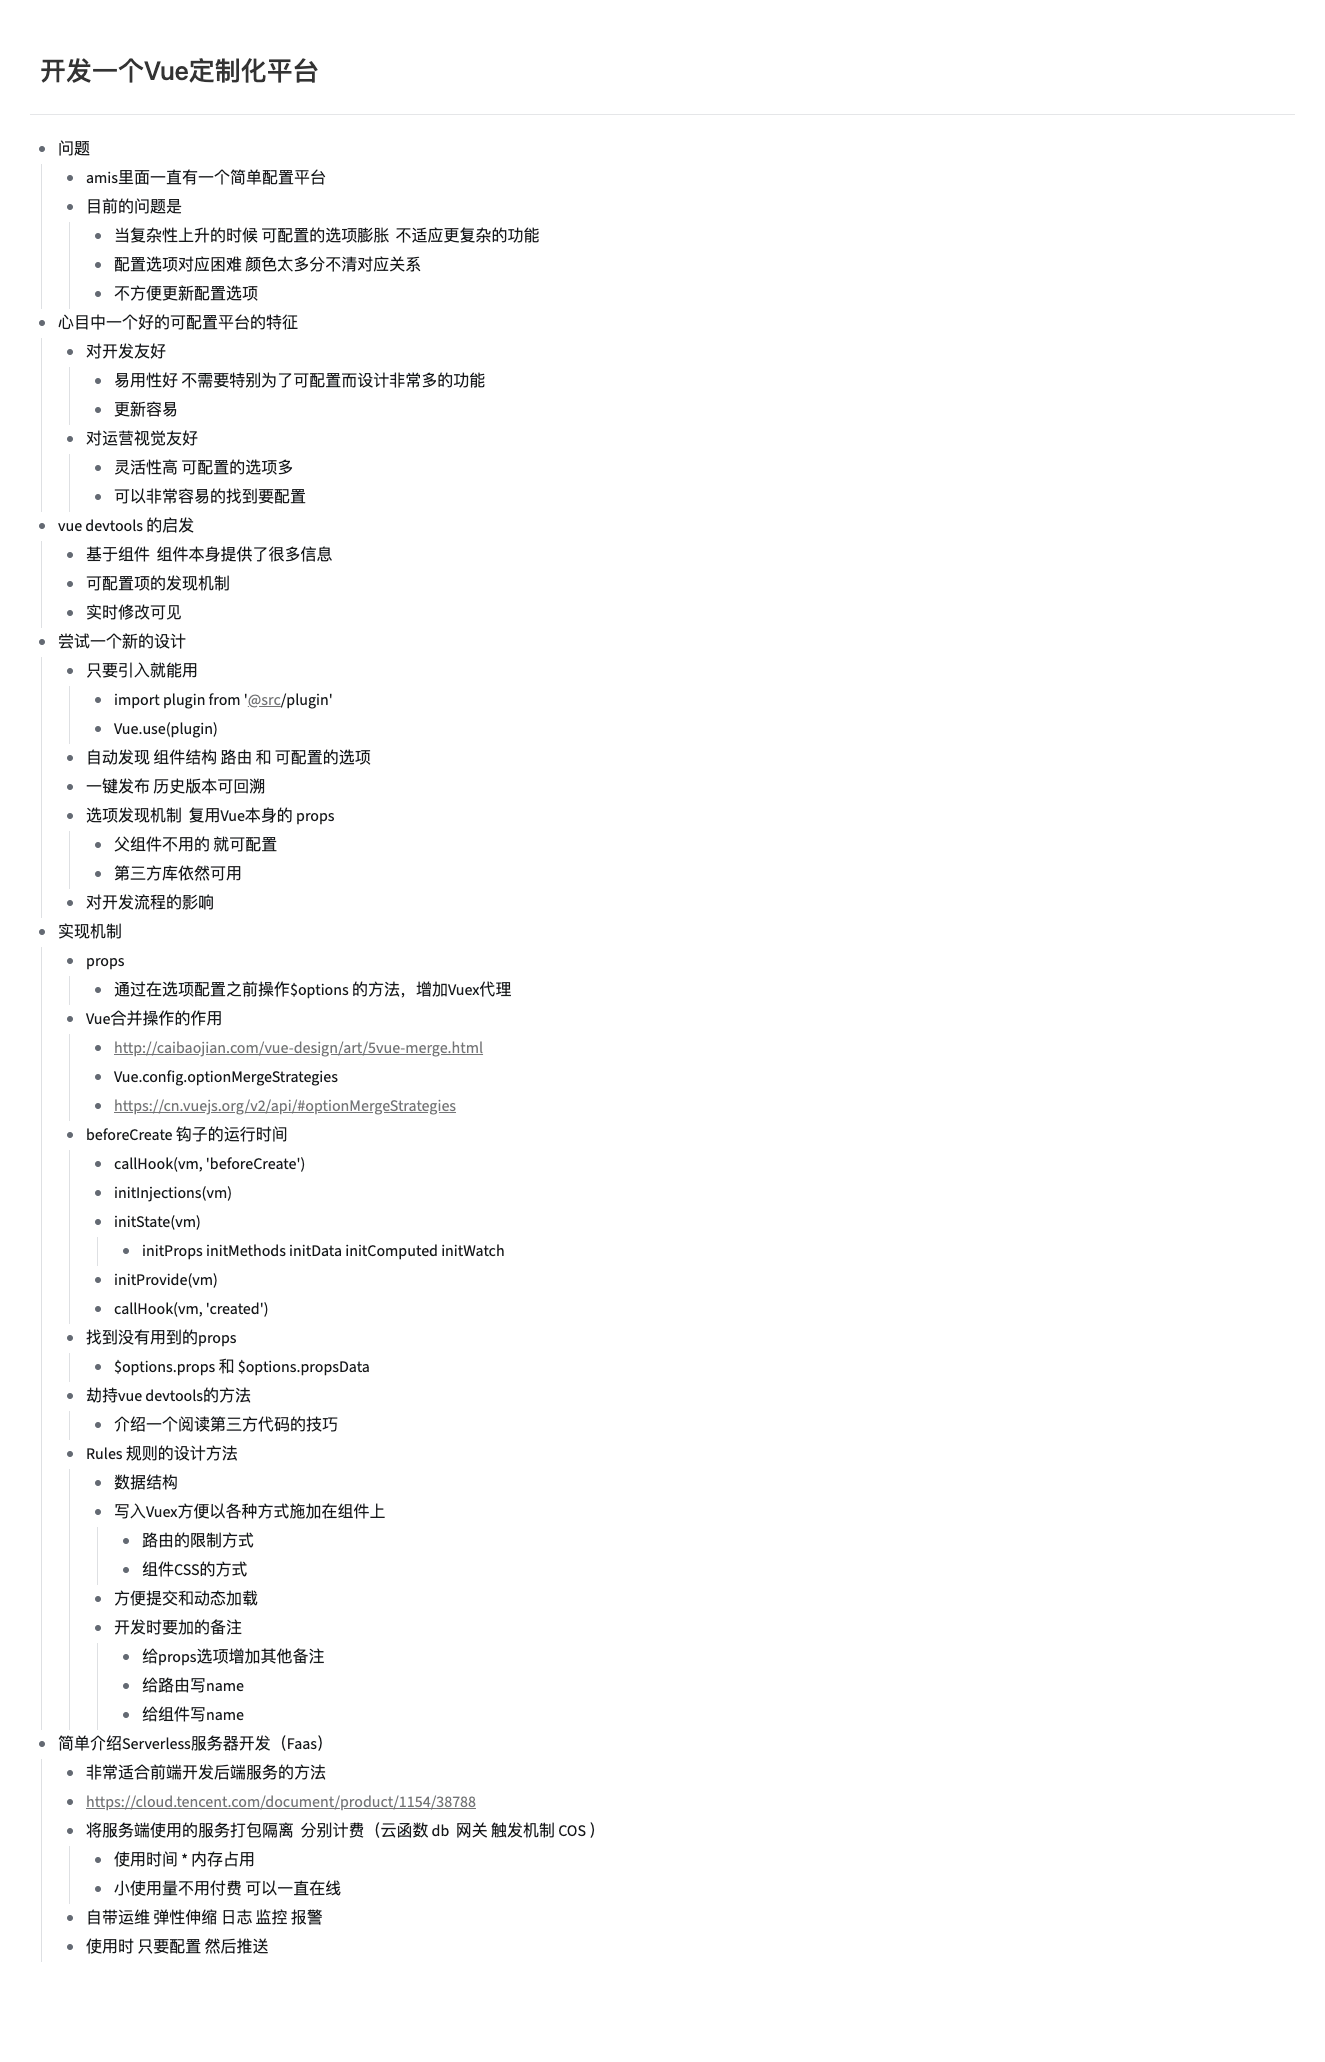 开发一个Vue定制化平台
问题
amis里面一直有一个简单配置平台
目前的问题是
当复杂性上升的时候 可配置的选项膨胀 不适应更复杂的功能
配置选项对应困难 颜色太多分不清对应关系
不方便更新配置选项
心目中一个好的可配置平台的特征
对开发友好
易用性好 不需要特别为了可配置而设计非常多的功能
更新容易
对运营视觉友好
灵活性高 可配置的选项多
可以非常容易的找到要配置
vue devtools 的启发
基于组件 组件本身提供了很多信息
可配置项的发现机制
实时修改可见
尝试一个新的设计
只要引入就能用
import plugin from '@src/plugin'
Vue.use(plugin)
自动发现 组件结构 路由 和 可配置的选项
一键发布 历史版本可回溯
选项发现机制 复用Vue本身的 props
父组件不用的 就可配置
第三方库依然可用
对开发流程的影响
实现机制
props
通过在选项配置之前操作$options 的方法，增加Vuex代理
Vue合并操作的作用
http://caibaojian.com/vue-design/art/5vue-merge.html
Vue.config.optionMergeStrategies
https://cn.vuejs.org/v2/api/#optionMergeStrategies
beforeCreate 钩子的运行时间
callHook(vm, 'beforeCreate')
initInjections(vm)
initState(vm)
initProps initMethods initData initComputed initWatch
initProvide(vm)
callHook(vm, 'created')
找到没有用到的props
$options.props 和 $options.propsData
劫持vue devtools的方法
介绍一个阅读第三方代码的技巧
Rules 规则的设计方法
数据结构
写入Vuex方便以各种方式施加在组件上
路由的限制方式
组件CSS的方式
方便提交和动态加载
开发时要加的备注
给props选项增加其他备注
给路由写name
给组件写name
简单介绍Serverless服务器开发（Faas）
非常适合前端开发后端服务的方法
https://cloud.tencent.com/document/product/1154/38788
将服务端使用的服务打包隔离 分别计费（云函数 db 网关 触发机制 COS ）
使用时间 * 内存占用
小使用量不用付费 可以一直在线
自带运维 弹性伸缩 日志 监控 报警
使用时 只要配置 然后推送